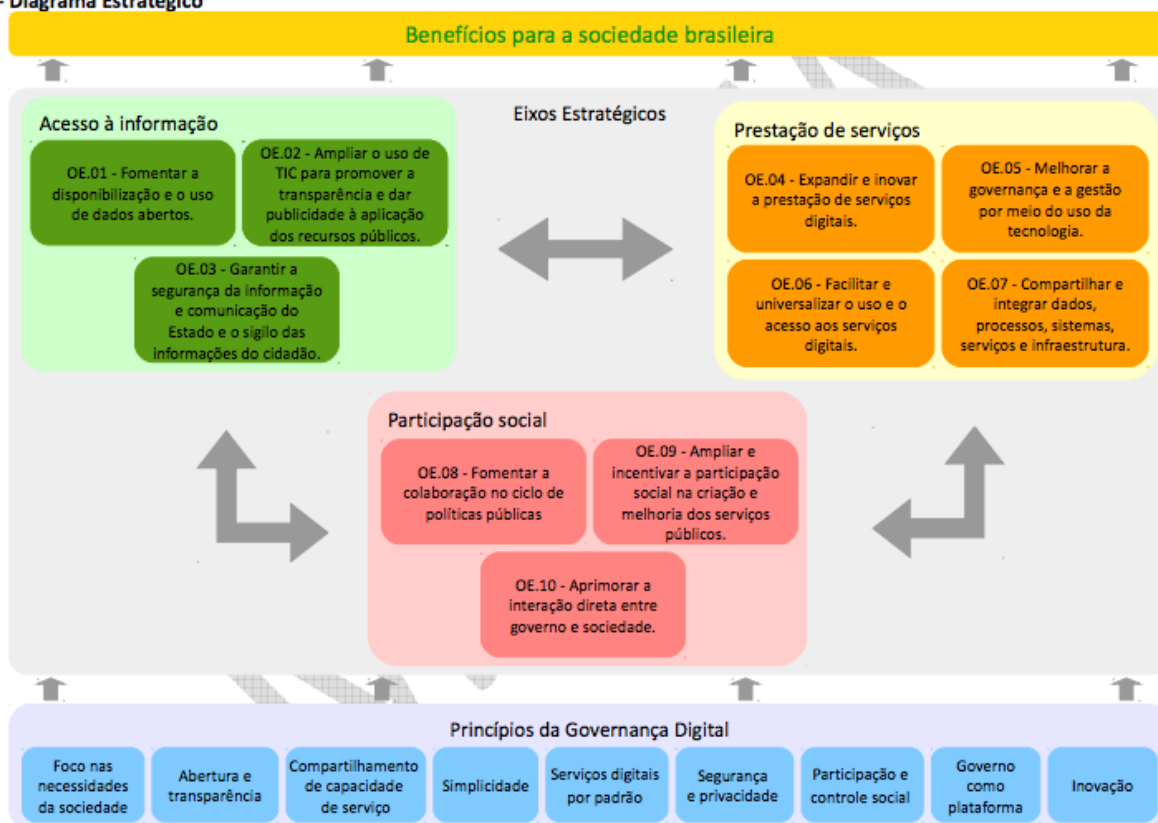 - Diagrama Estratégico
Benefícios para a sociedade brasileira
Eixos Estratégicos
Acesso à informação
OE.01 - Fomentar a
disponibilização e o uso
de dados abertos.
OE.02 - Ampliar o uso de
TIC para promover a
transparência e dar
publicidade à aplicação
dos recursos públicos.
OE.03 - Garantir a
segurança da informação
e comunicação do
Estado e o sigilo das
informações do cidadão.
Prestação de serviços
OE.04 - Expandir e inovar
a prestação de serviços
digitais.
OE.05 - Melhorar a
governança e a gestão
por meio do uso da
tecnologia.
OE.06 - Facilitar e
universalizar o uso e o
acesso aos serviços
digitais.
OE.07 - Compartilhar e
integrar dados,
processos, sistemas,
serviços e infraestrutura.
Participação social
OE.08 - Fomentar a
colaboração no ciclo de
políticas públicas
OE.09 - Ampliar e
incentivar a participação
social na criação e
melhoria dos serviços
públicos.
OE.10 - Aprimorar a
interação direta entre
governo e sociedade.
Princípios da Governança Digital
Foco nas
necessidades
da sociedade
Abertura e
transparência
Compartilhamento
de capacidade
de serviço
Simplicidade
Serviços digitais
por padrão
Segurança
e privacidade
Participação e
controle social
Governo
como
plataforma
Inovação